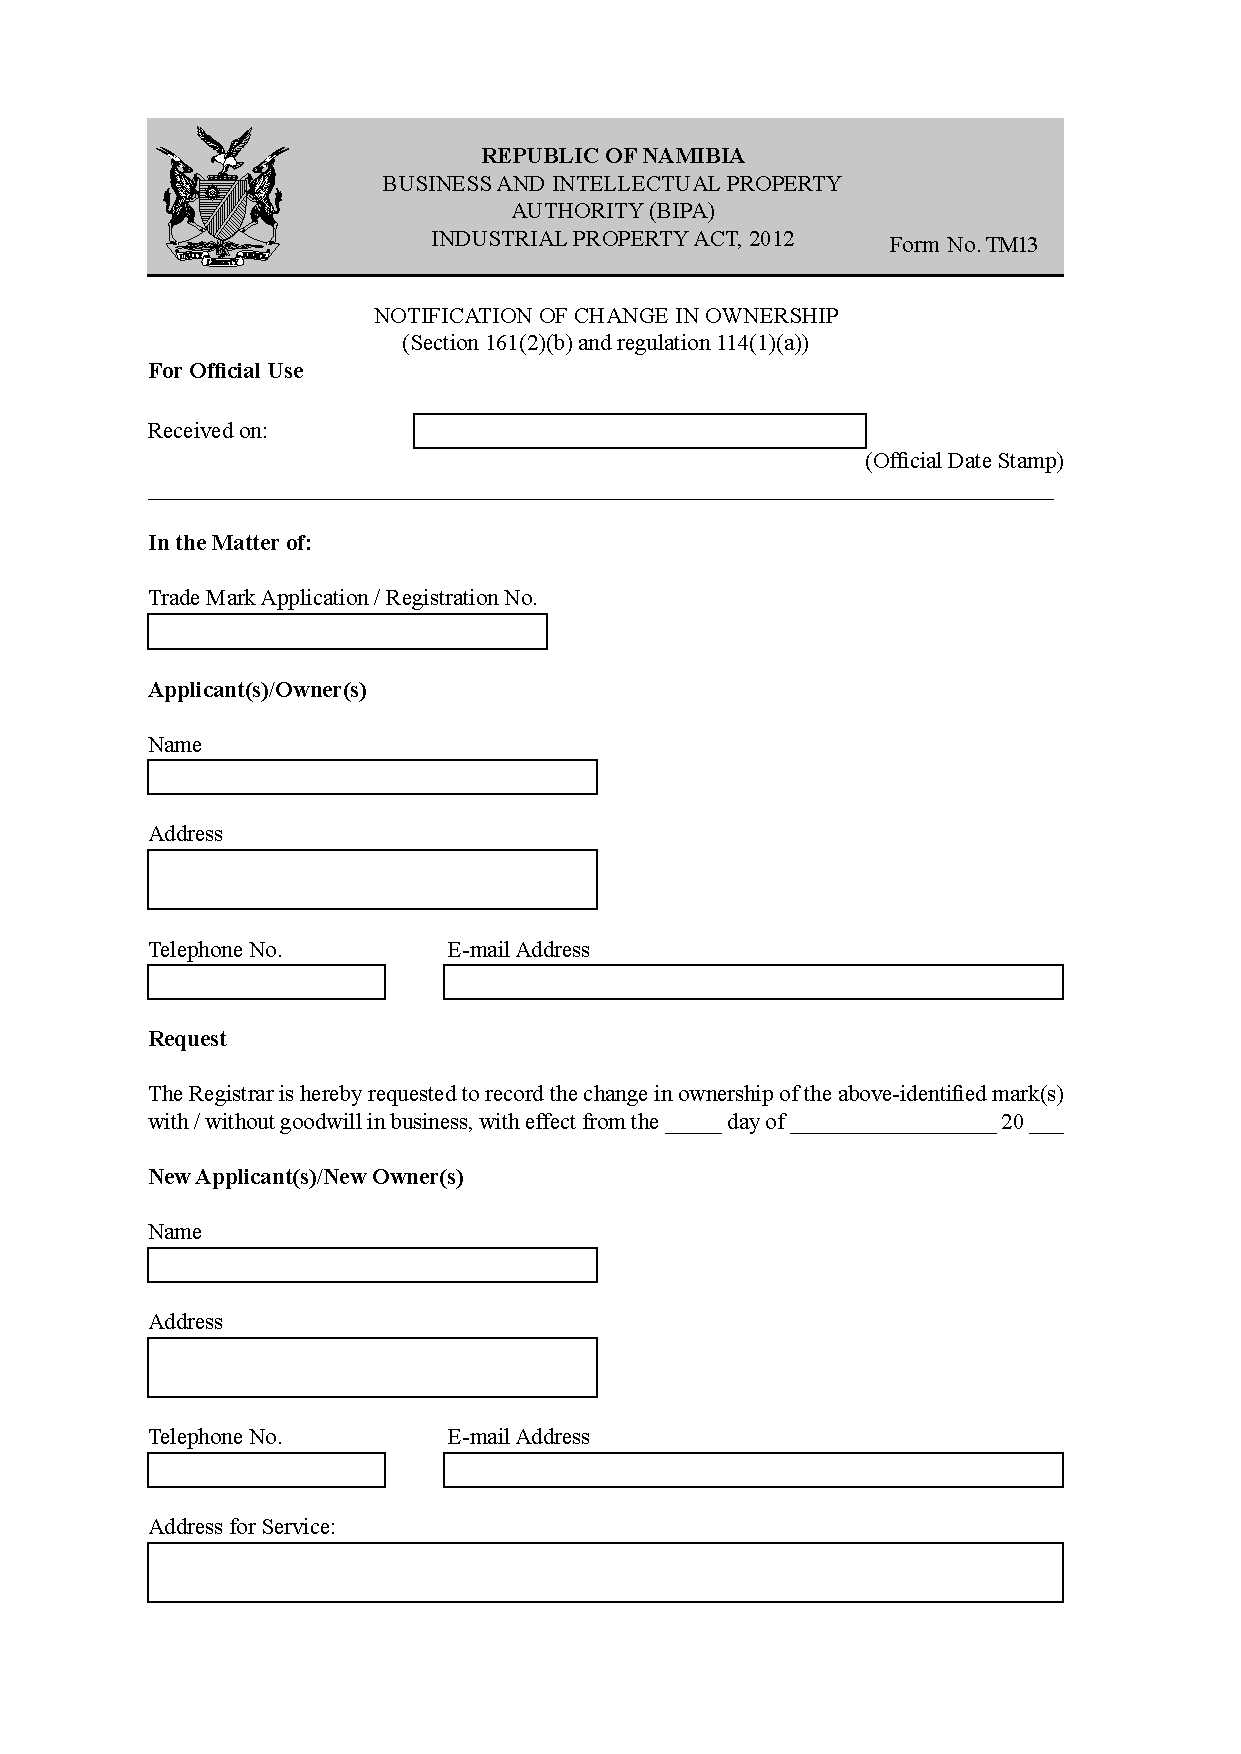 REPUBLIC OF NAMIBIA
BUSINESS AND INTELLECTUAL PROPERTY
AUTHORITY (BIPA)
INDUSTRIAL PROPERTY ACT, 2012
Form No. TM13
NOTIFICATION OF CHANGE IN OWNERSHIP
(Section 161(2)(b) and regulation 114(1)(a))
For Official Use
Received on:
(Official Date Stamp)
In the Matter of:
Trade Mark Application / Registration No.
Applicant(s)/Owner(s)
Name
Address
Telephone No. E-mail Address
Request
The Registrar is hereby requested to record the change in ownership of the above-identified mark(s)
with / without goodwill in business, with effect from the _____ day of __________________ 20 ___
New Applicant(s)/New Owner(s)
Name
Address
Telephone No. E-mail Address
Address for Service: